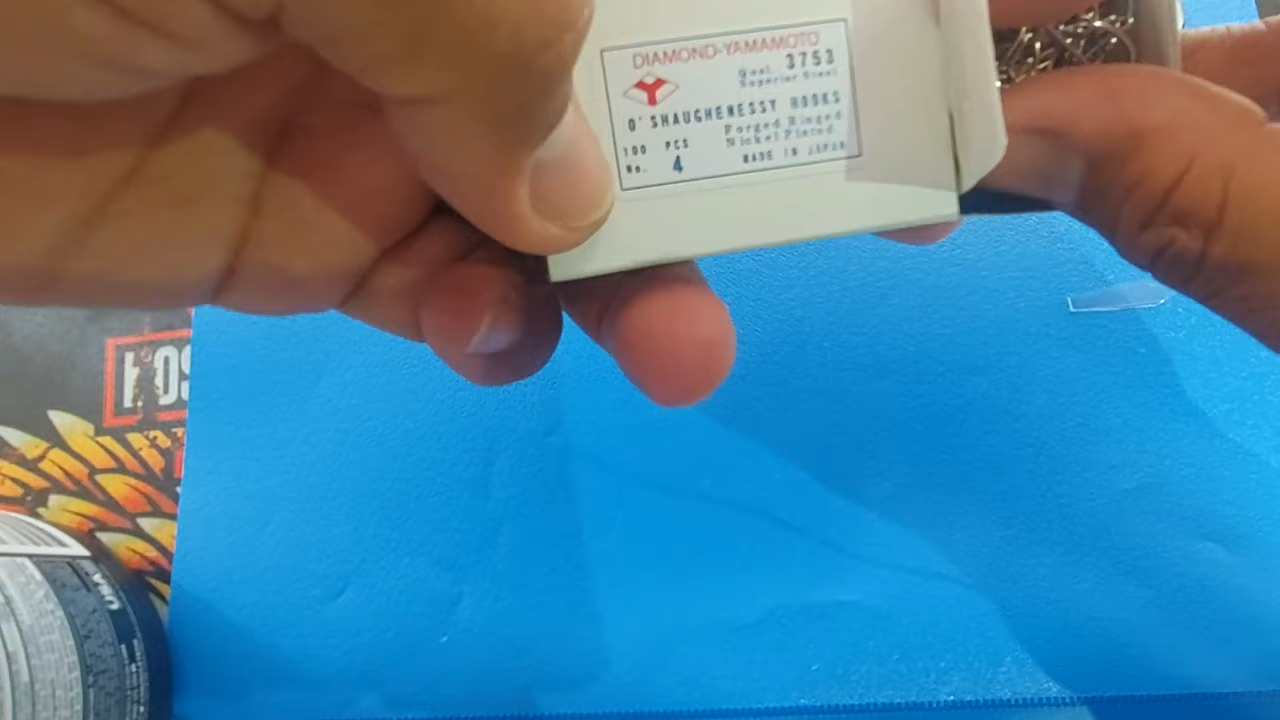 DIAMOND-YAMAMOTO
Qual. 3753
Superior Steel
Y
O'SHAUGHENESSY HOOKS
Forged Ringed
100 PCS
Nickel Plated
No. 4
MADE IN JAPAN